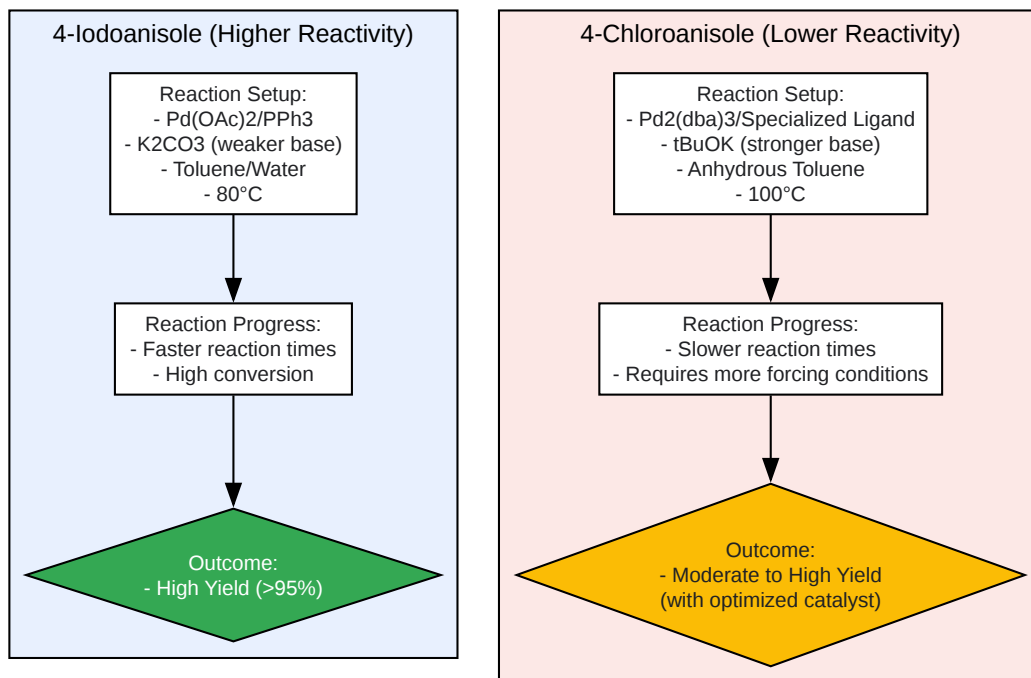 4-Iodoanisole (Higher Reactivity)
Reaction Setup:
- Pd(OAc)2/PPh3
- K2CO3 (weaker base)
- Toluene/Water
- 80°C
Reaction Progress:
- Faster reaction times
- High conversion
Outcome:
- High Yield (>95%)
4-Chloroanisole (Lower Reactivity)
Reaction Setup:
- Pd2(dba)3/Specialized Ligand
- tBuOK (stronger base)
- Anhydrous Toluene
- 100°C
Reaction Progress:
- Slower reaction times
- Requires more forcing conditions
Outcome:
- Moderate to High Yield
(with optimized catalyst)